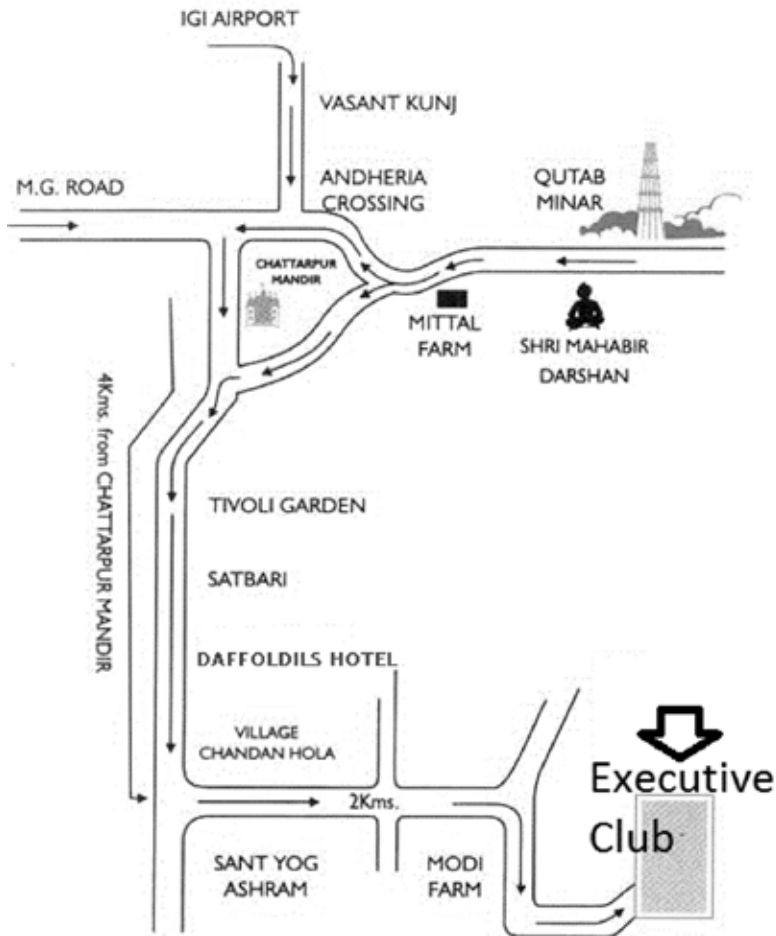 IGI AIRPORT
VASANT KUNJ
M.G. ROAD
ANDHERIA
CROSSING
QUTAB
MINAR
CHATTARPUR
MANDIR
MITTAL
FARM
SHRI MAHABIR
DARSHAN
4Kms. from CHATTARPUR MANDIR
TIVOLI GARDEN
SATBARI
DAFFOLDILS HOTEL
VILLAGE
CHANDAN HOLA
2Kms.
Executive
Club
SANT YOG
ASHRAM
MODI
FARM